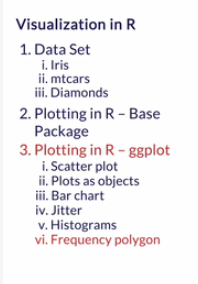 Visualization in R
1. Data Set
i. Iris
ii. mtcars
iii. Diamonds
2. Plotting in R – Base
Package
3. Plotting in R – ggplot
i. Scatter plot
ii. Plots as objects
iii. Bar chart
iv. Jitter
v. Histograms
vi. Frequency polygon